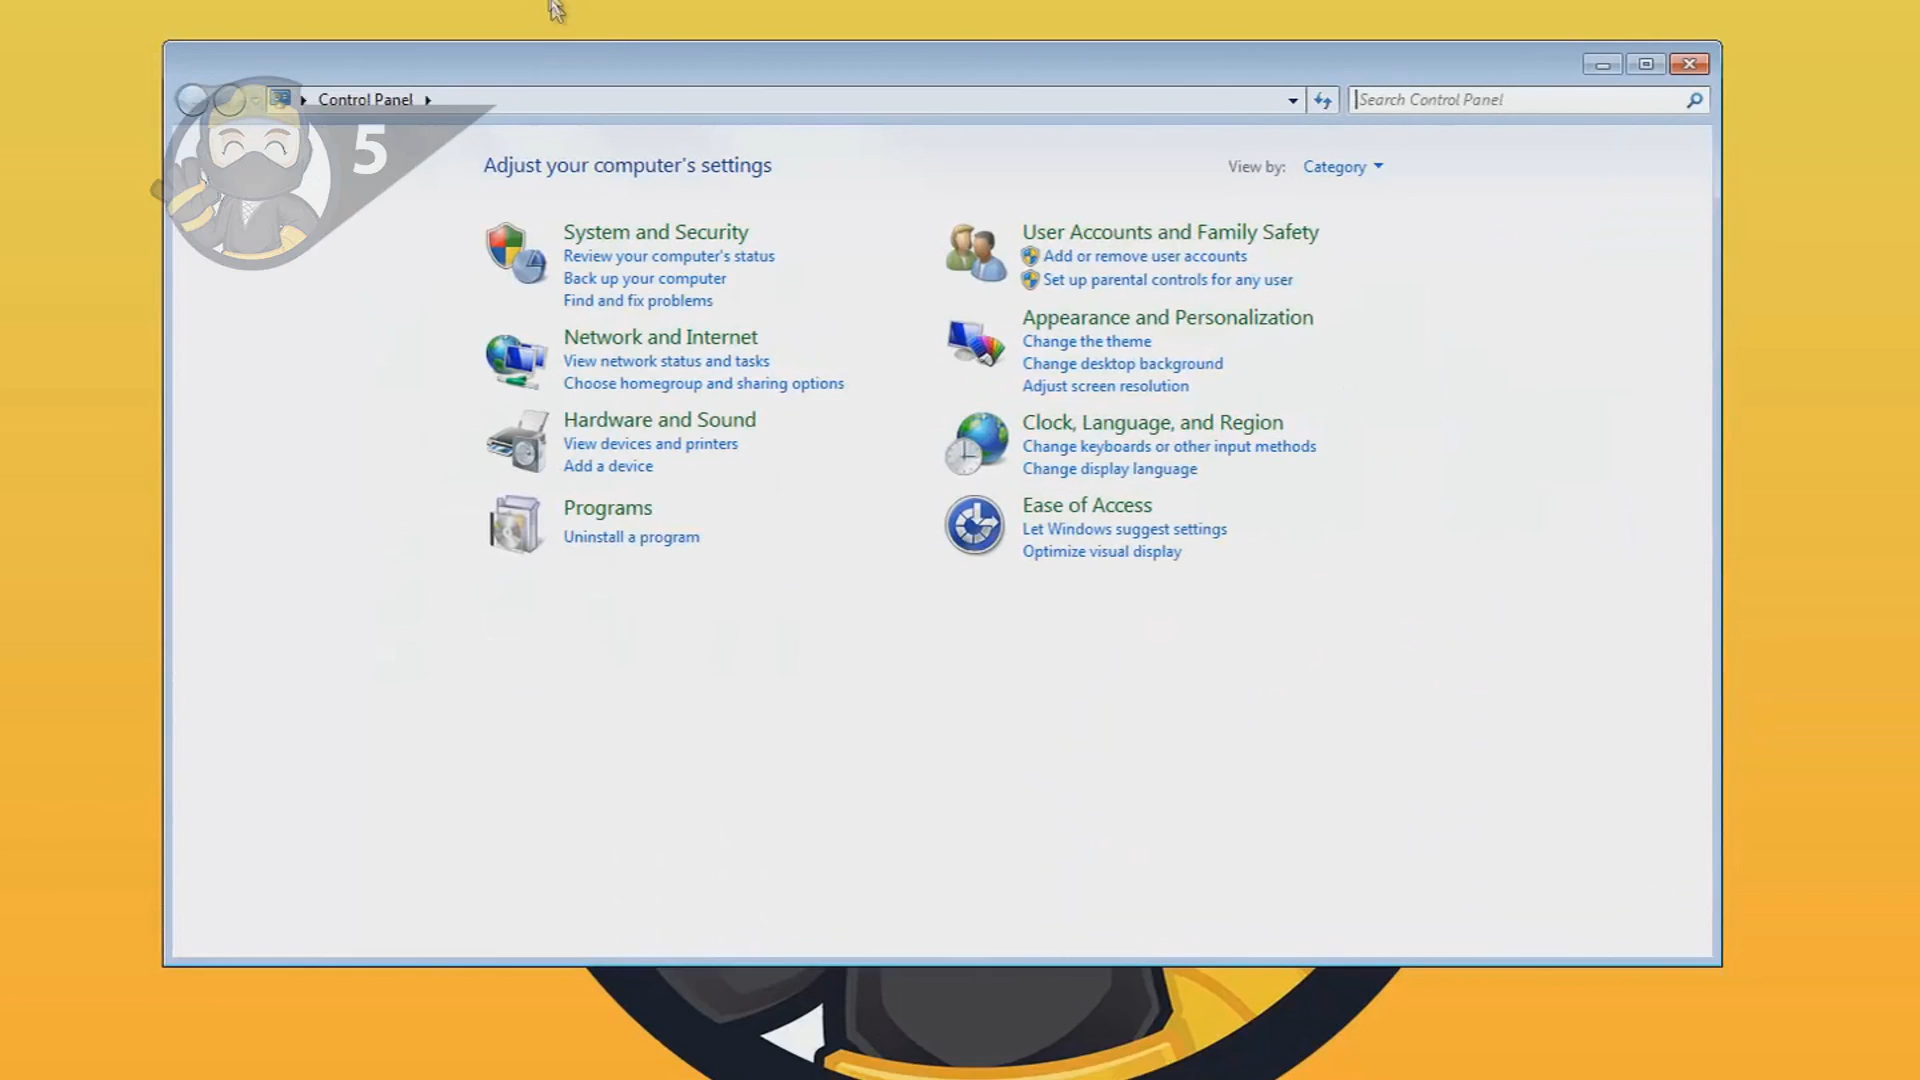 Control Panel
Search Control Panel
5
Adjust your computer's settings
View by: Category
System and Security
Review your computer's status
Back up your computer
Find and fix problems
Network and Internet
View network status and tasks
Choose homegroup and sharing options
Hardware and Sound
View devices and printers
Add a device
Programs
Uninstall a program
User Accounts and Family Safety
Add or remove user accounts
Set up parental controls for any user
Appearance and Personalization
Change the theme
Change desktop background
Adjust screen resolution
Clock, Language, and Region
Change keyboards or other input methods
Change display language
Ease of Access
Let Windows suggest settings
Optimize visual display